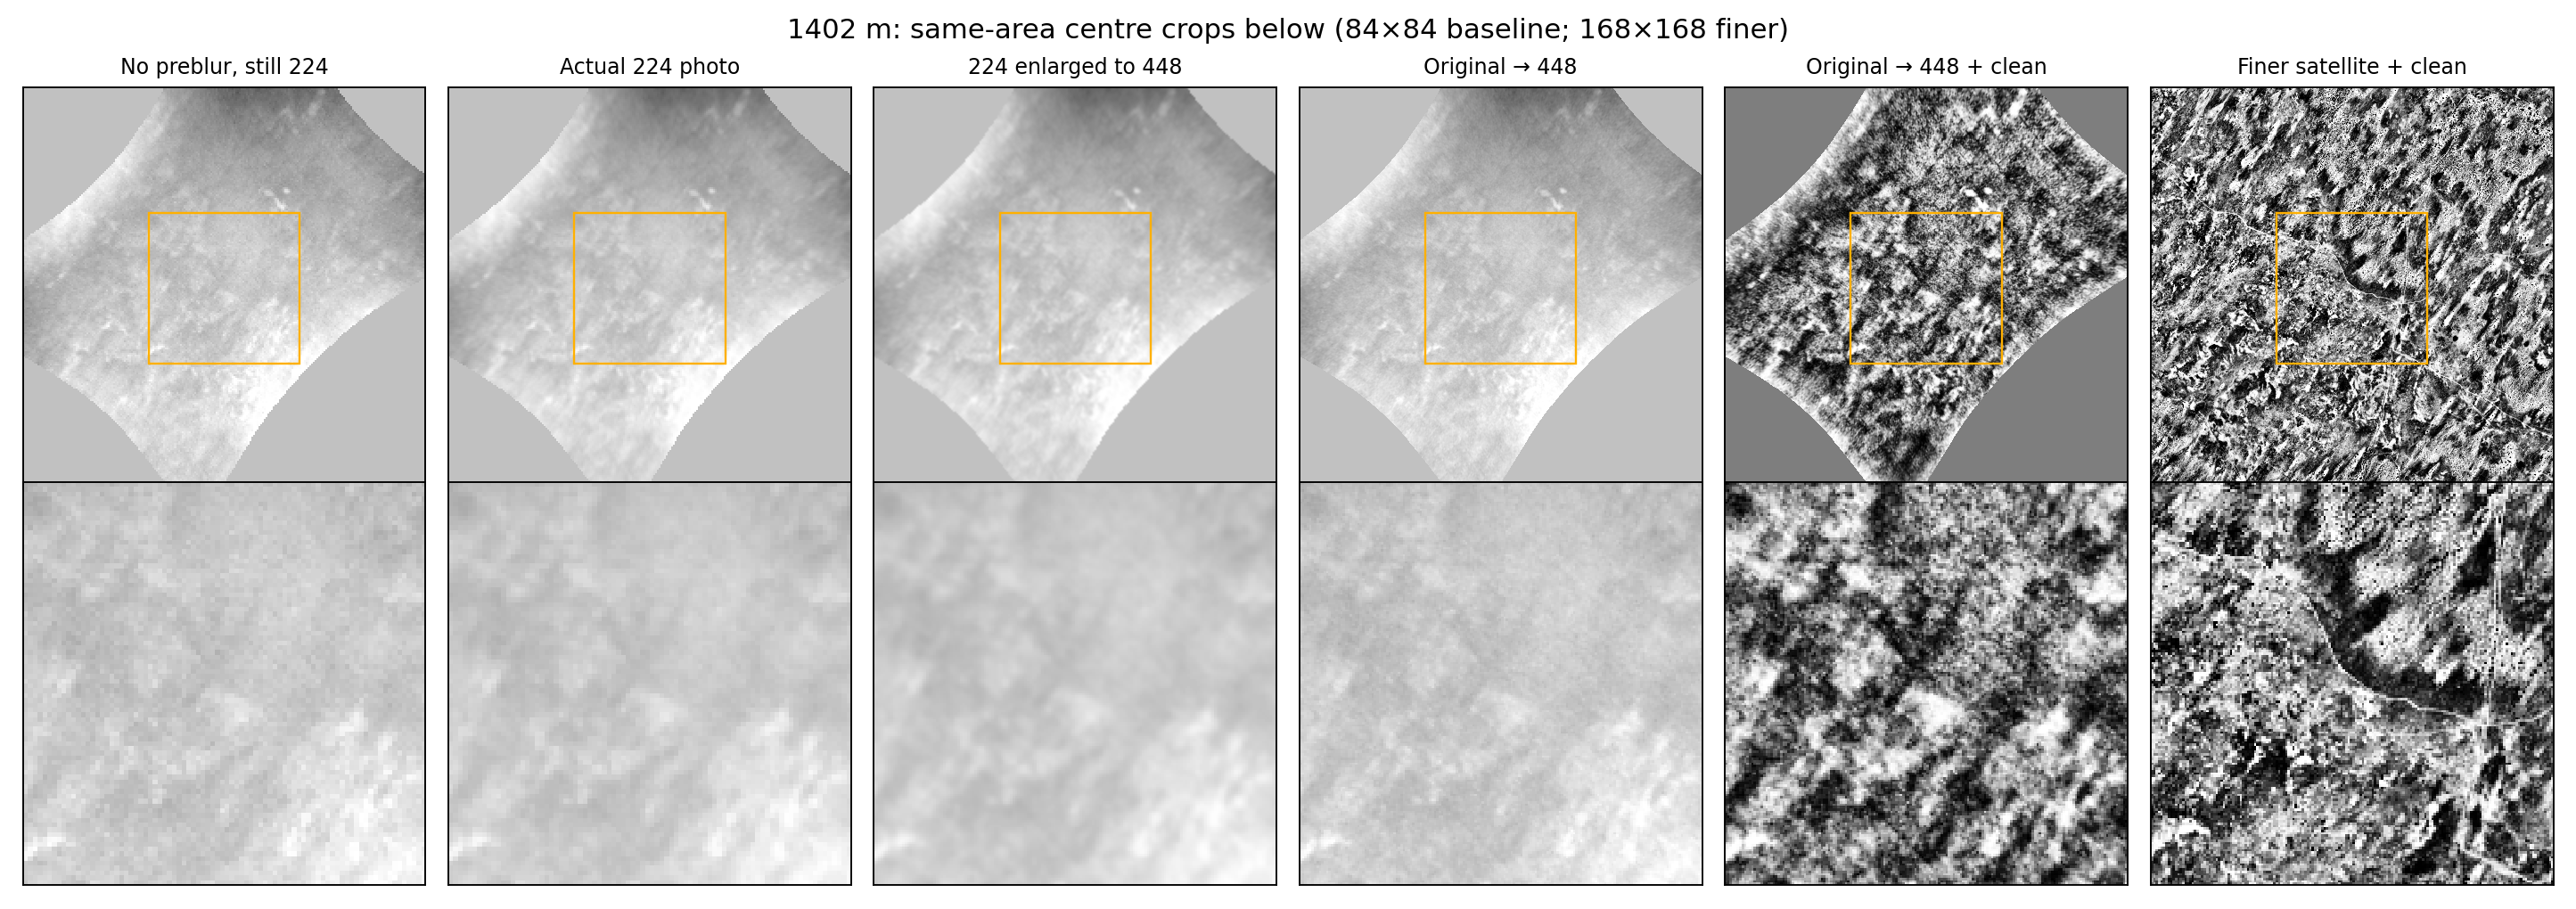 1402 m: same-area centre crops below (84×84 baseline; 168×168 finer)
No preblur, still 224
Actual 224 photo
224 enlarged to 448
Original → 448
Original → 448 + clean
Finer satellite + clean